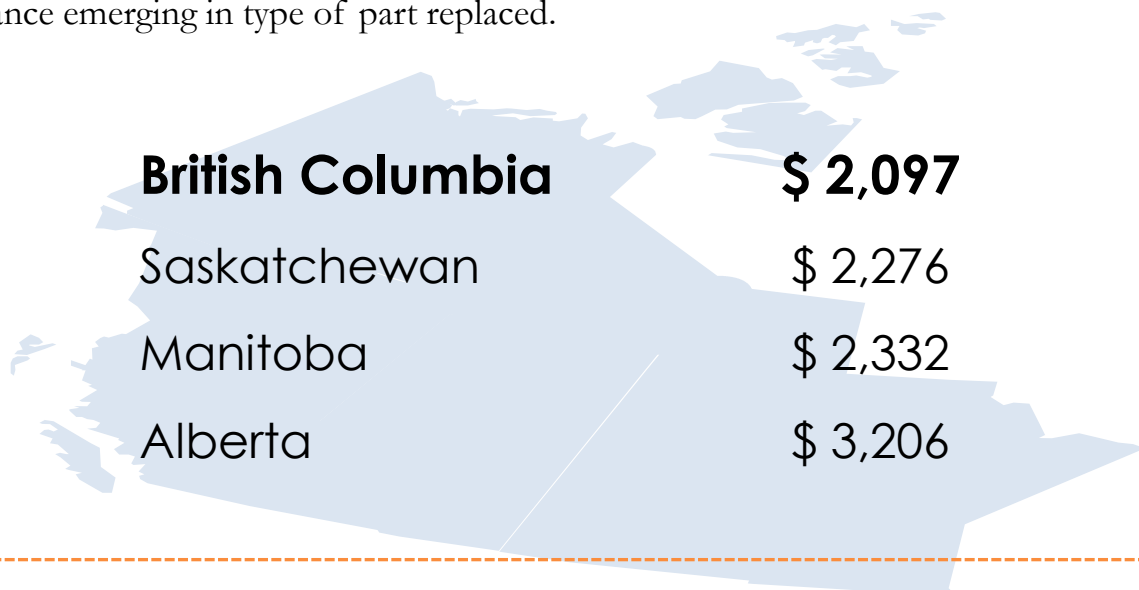 emerging in type of part replaced.
British Columbia $ 2,097
Saskatchewan $ 2,276
Manitoba $ 2,332
Alberta $ 3,206